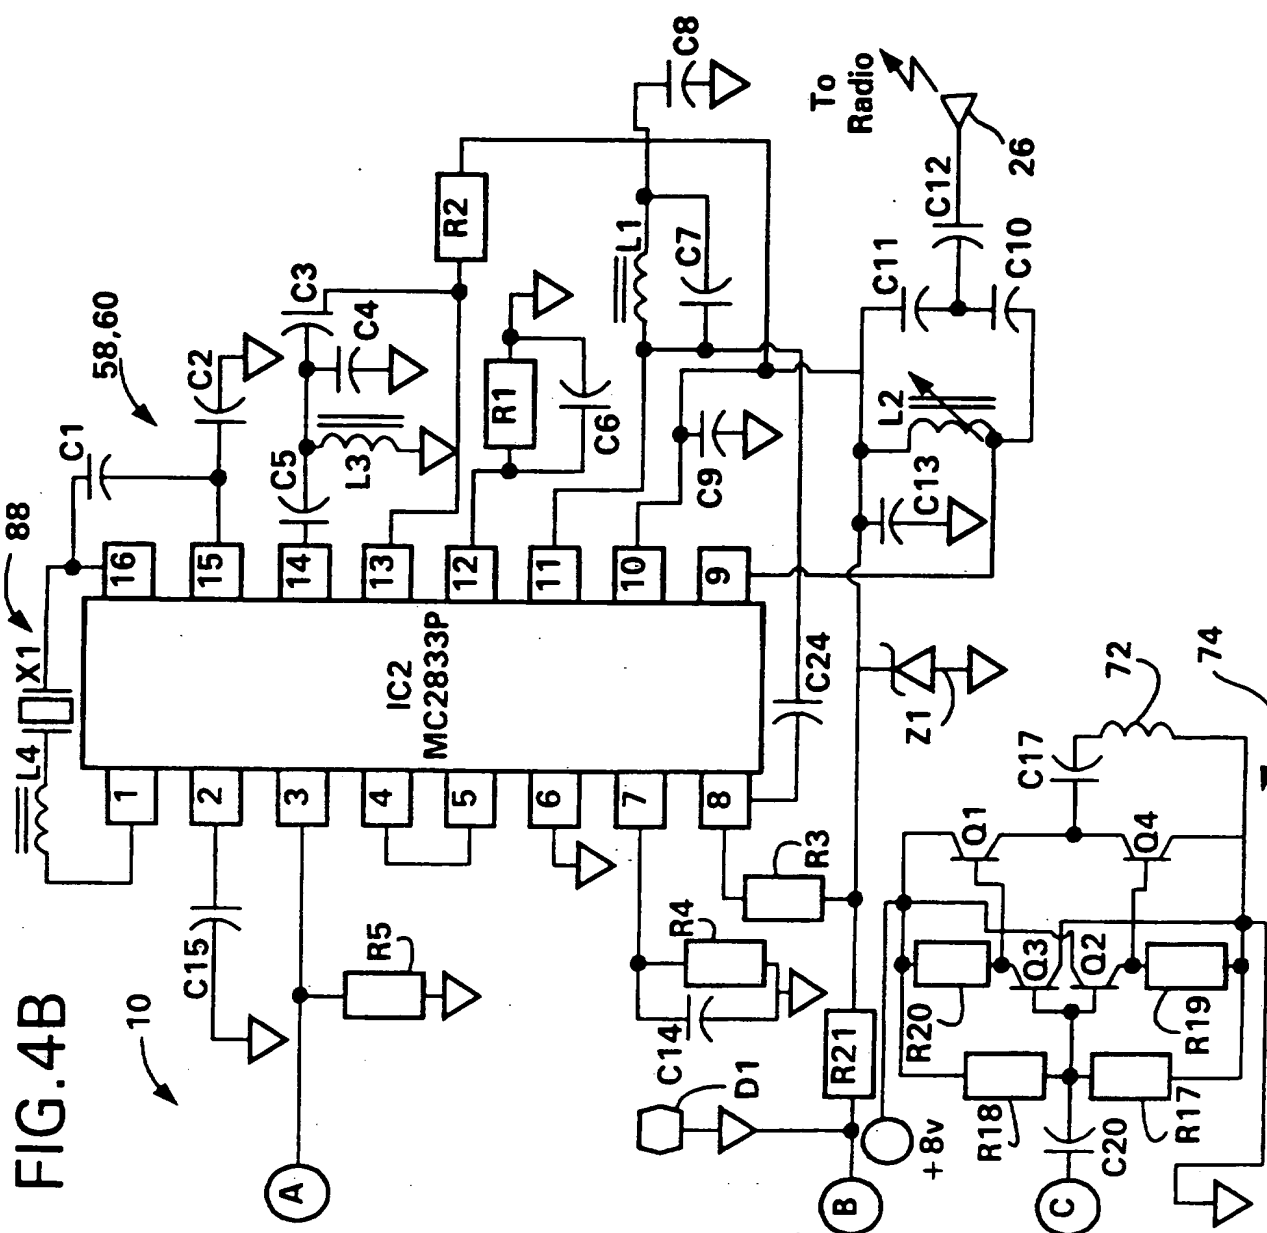 FIG.4B
10
88
58,60
L4
X1
C1
C2
C3
C4
C5
L3
R2
R1
C6
L1
C7
C8
C9
16
15
14
13
12
11
10
9
IC2
MC2833P
1
2
3
4
5
6
7
8
C15
R5
R4
C14
R3
C24
A
D1
R21
B
Z1
C13
L2
C11
C10
C12
26
To
Radio
+8v
R20
R18
Q3
Q2
Q1
Q4
R19
R17
C20
C
C17
72
74